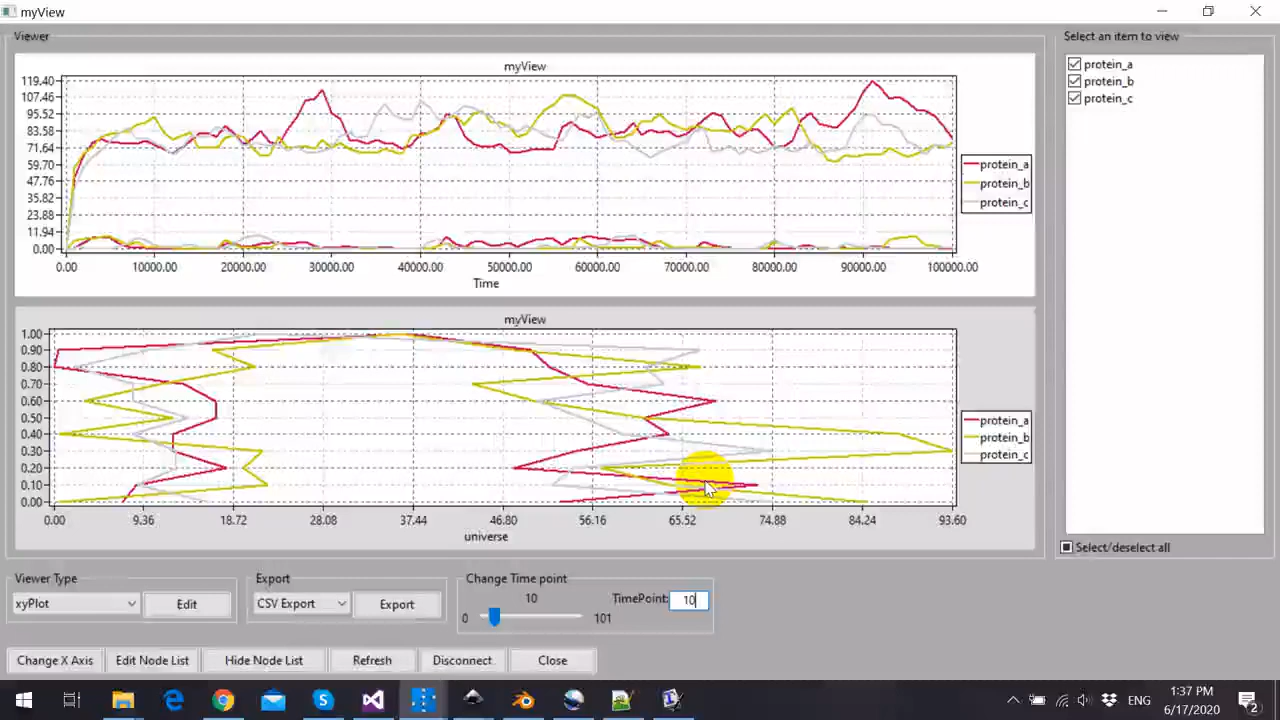 myView
Viewer
Select an item to view
myView
119.40
107.46
95.52
83.58
71.64
59.70
47.76
35.82
23.88
11.94
0.00
0.00 10000.00 20000.00 30000.00 40000.00 50000.00 60000.00 70000.00 80000.00 90000.00 100000.00
Time
protein_a
protein_b
protein_c
myView
1.00
0.90
0.80
0.70
0.60
0.50
0.40
0.30
0.20
0.10
0.00
0.00 9.36 18.72 28.08 37.44 46.80 56.16 65.52 74.88 84.24 93.60
universe
protein_a
protein_b
protein_c
protein_a
protein_b
protein_c
Select/deselect all
Viewer Type
xyPlot
Edit
Export
CSV Export
Export
Change Time point
10
TimePoint: 10
0 101
Change X Axis Edit Node List Hide Node List Refresh Disconnect Close
ENG
1:37 PM
6/17/2020
2